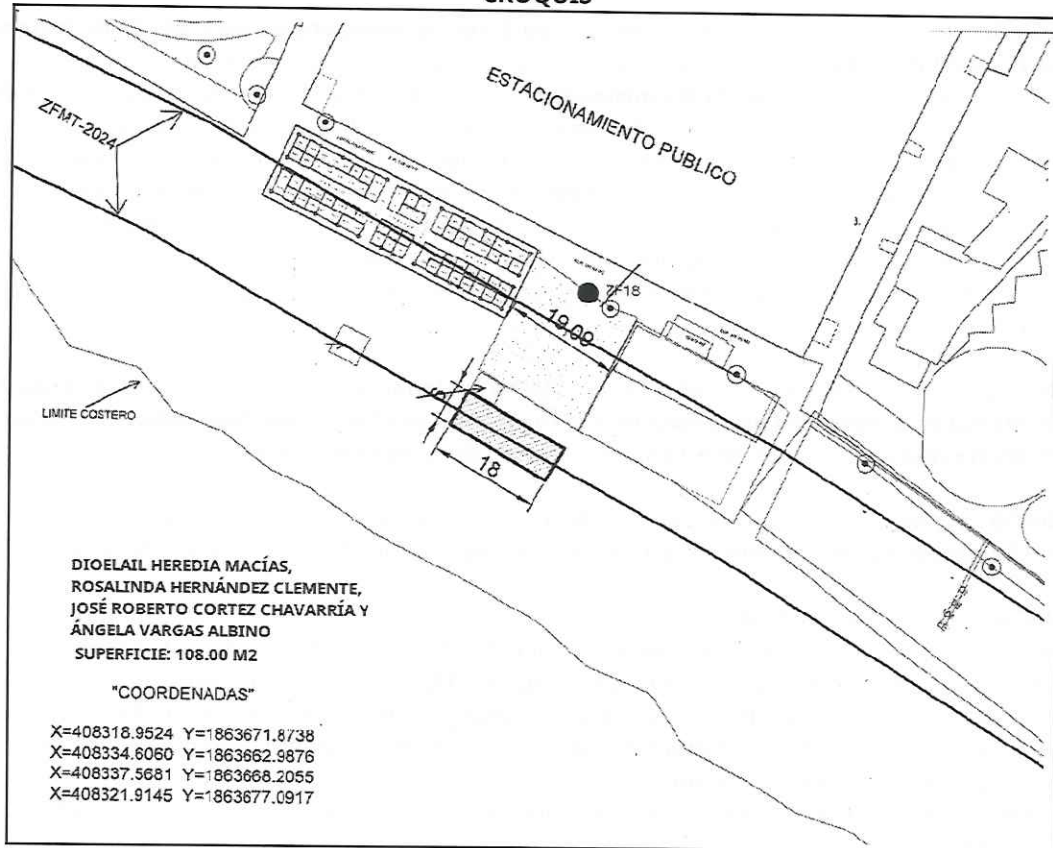 CROQUIS
ESTACIONAMIENTO PUBLICO
ZFMT-2024
ZF18
19.09
6
18
LIMITE COSTERO
DIOELAIL HEREDIA MACÍAS,
ROSALINDA HERNÁNDEZ CLEMENTE,
JOSÉ ROBERTO CORTEZ CHAVARRÍA Y
ÁNGELA VARGAS ALBINO
SUPERFICIE: 108.00 M2
"COORDENADAS"
X=408318.9524 Y=1863671.8738
X=408334.6060 Y=1863662.9876
X=408337.5681 Y=1863668.2055
X=408321.9145 Y=1863677.0917